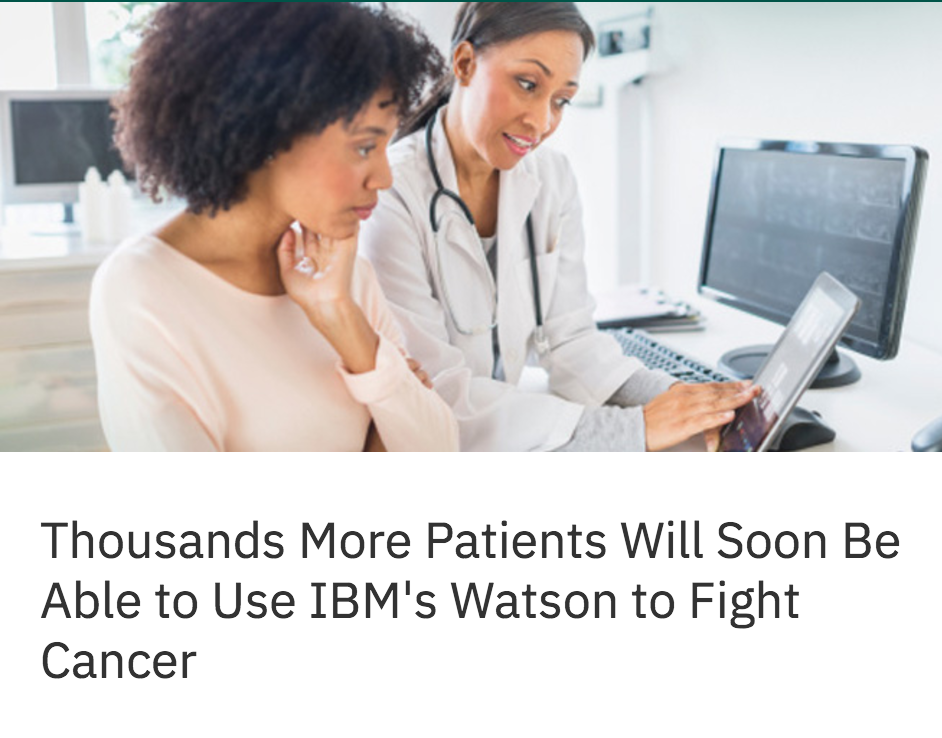 Thousands More Patients Will Soon Be
Able to Use IBM's Watson to Fight
Cancer